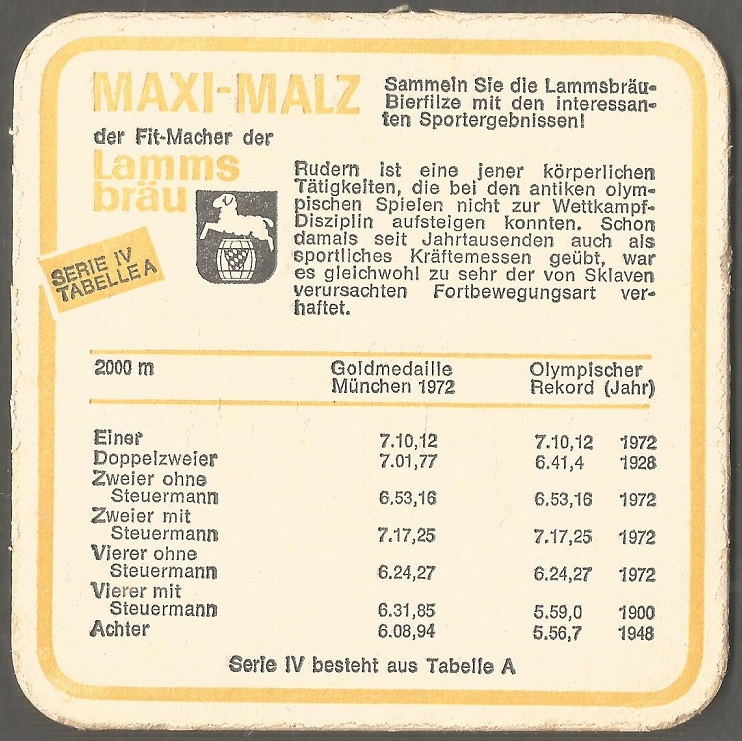 MAXI-MALZ
Sammeln Sie die Lammsbräu-
Bierfilze mit den interessan-
ten Sportergebnissen!
der Fit-Macher der
Lamms
bräu
SERIE IV
TABELLE A
Rudern ist eine jener körperlichen
Tätigkeiten, die bei den antiken olym-
pischen Spielen nicht zur Wettkampf-
Disziplin aufsteigen konnten. Schon
damals seit Jahrtausenden auch als
sportliches Kräftemessen geübt, war
es gleichwohl zu sehr der von Sklaven
verursachten Fortbewegungsart ver-
haftet.
2000 m Goldmedaille Olympischer
München 1972 Rekord (Jahr)
Einer 7.10,12 7.10,12 1972
Doppelzweier 7.01,77 6.41,4 1928
Zweier ohne
Steuermann 6.53,16 6.53,16 1972
Zweier mit
Steuermann 7.17,25 7.17,25 1972
Vierer ohne
Steuermann 6.24,27 6.24,27 1972
Vierer mit
Steuermann 6.31,85 5.59,0 1900
Achter 6.08,94 5.56,7 1948
Serie IV besteht aus Tabelle A